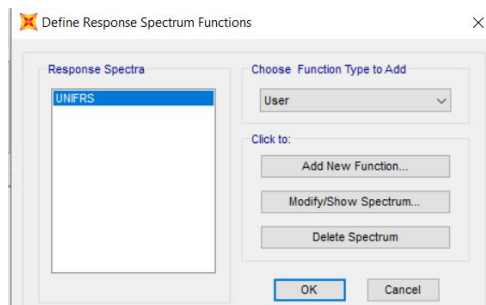 Define Response Spectrum Functions
Response Spectra
UNIFRS
Choose Function Type to Add
User
Click to:
Add New Function...
Modify/Show Spectrum...
Delete Spectrum
OK
Cancel